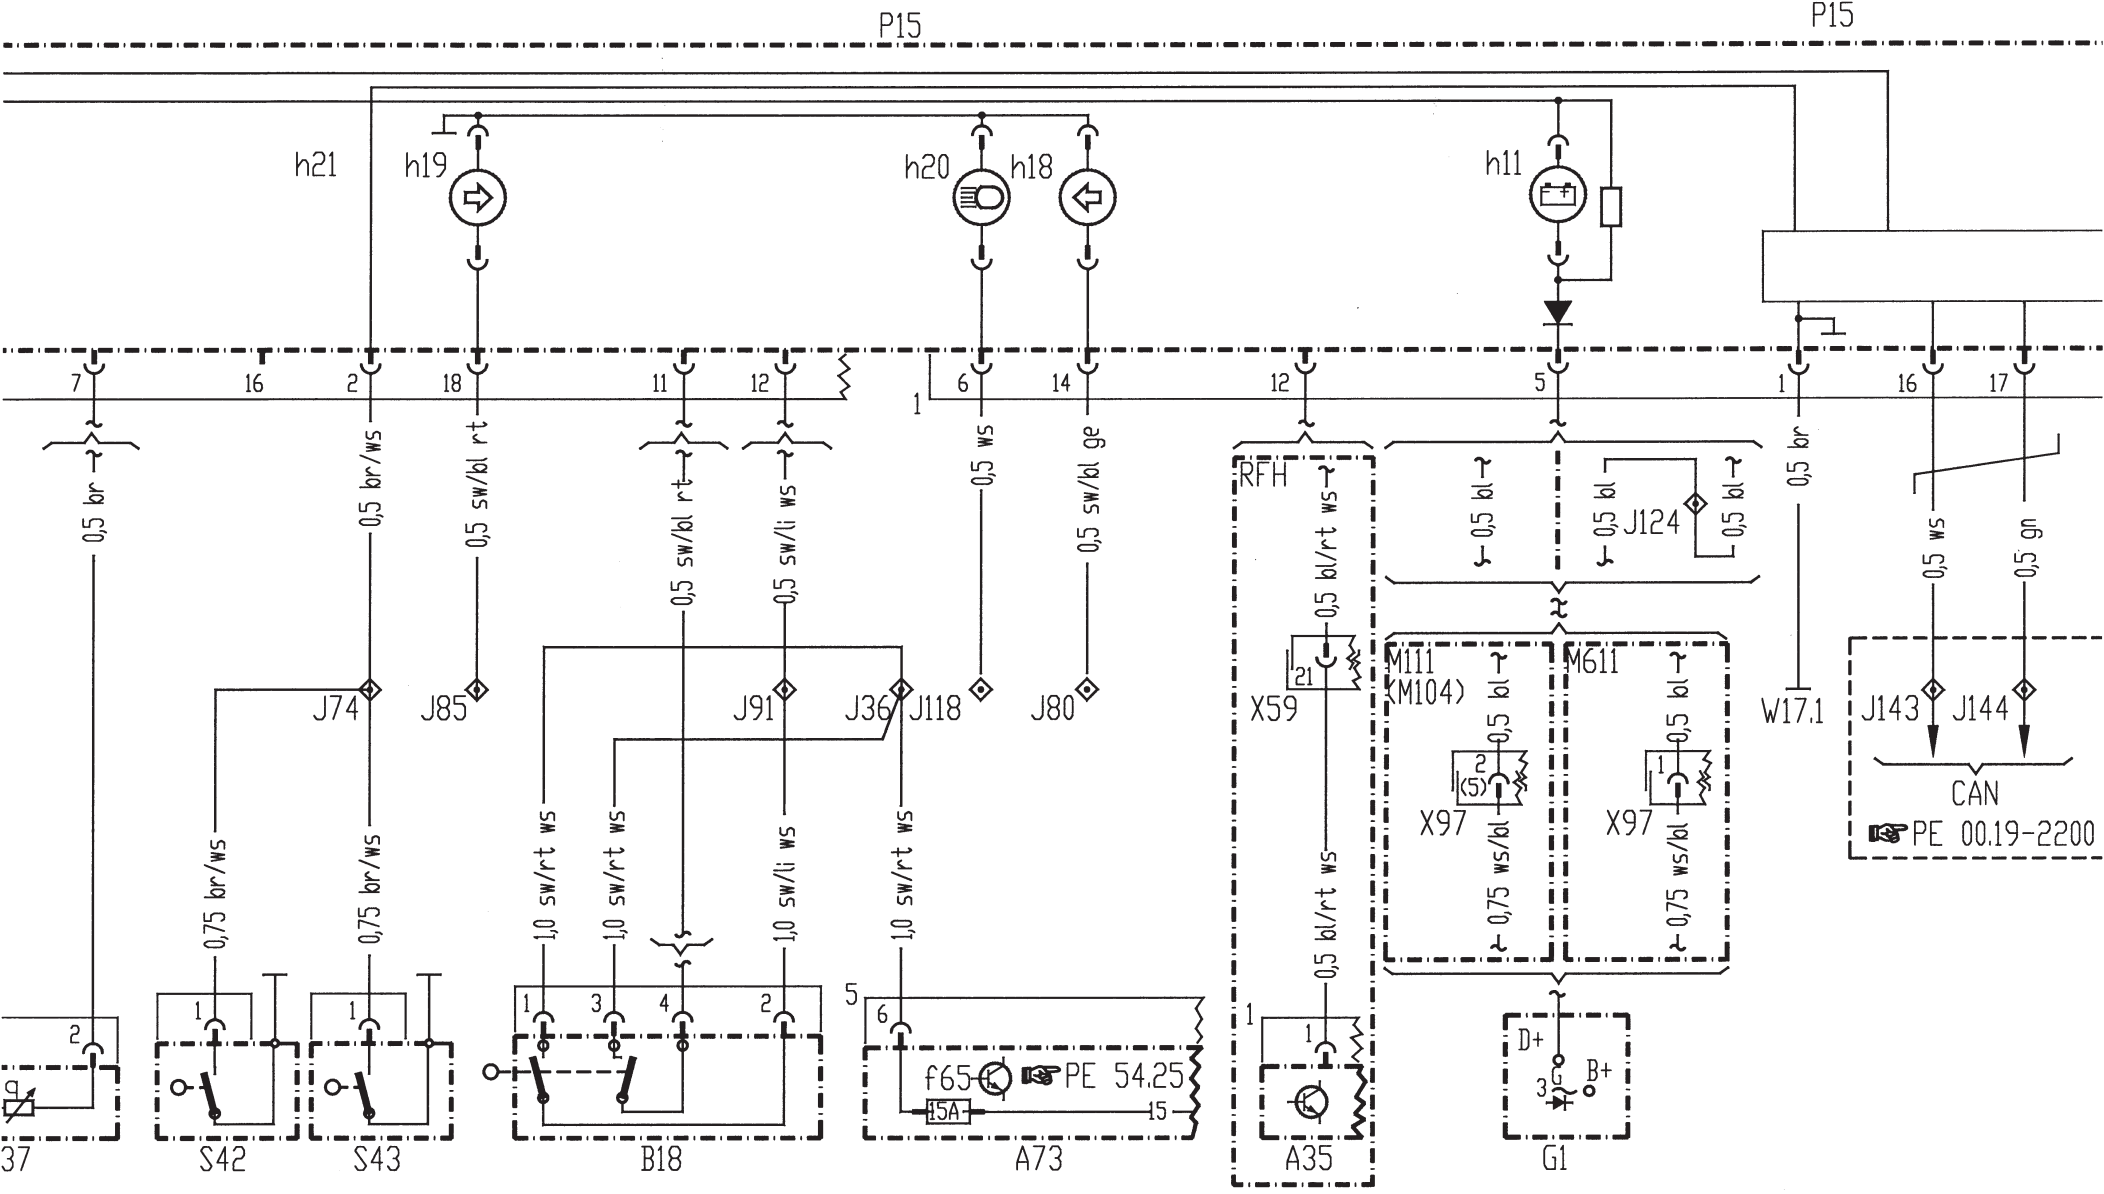 P15
P15
h21
h19
h20
h18
h11
7
16
2
18
11
12
6
14
12
5
1
16
17
1
0,5 br
0,5 br/ws
0,5 sw/bl rt
0,5 sw/bl rt
0,5 sw/li ws
0,5 ws
0,5 sw/bl ge
RFH
0,5 bl/rt ws
0,5 bl
0,5 bl
J124
0,5 bl
0,5 br
0,5 ws
0,5 gn
J74
J85
J91
J36
J118
J80
21
X59
M111
(M104)
0,5 bl
M611
0,5 bl
W17.1
J143
J144
2
(5)
X97
1
X97
CAN
PE 00.19-2200
0,75 br/ws
0,75 br/ws
1,0 sw/rt ws
1,0 sw/rt ws
1,0 sw/li ws
1,0 sw/rt ws
0,5 bl/rt ws
0,75 ws/bl
0,75 ws/bl
2
1
1
1
3
4
2
5
6
1
1
q
f65
PE 54.25
15A
15
D+
G
3
B+
37
S42
S43
B18
A73
A35
G1